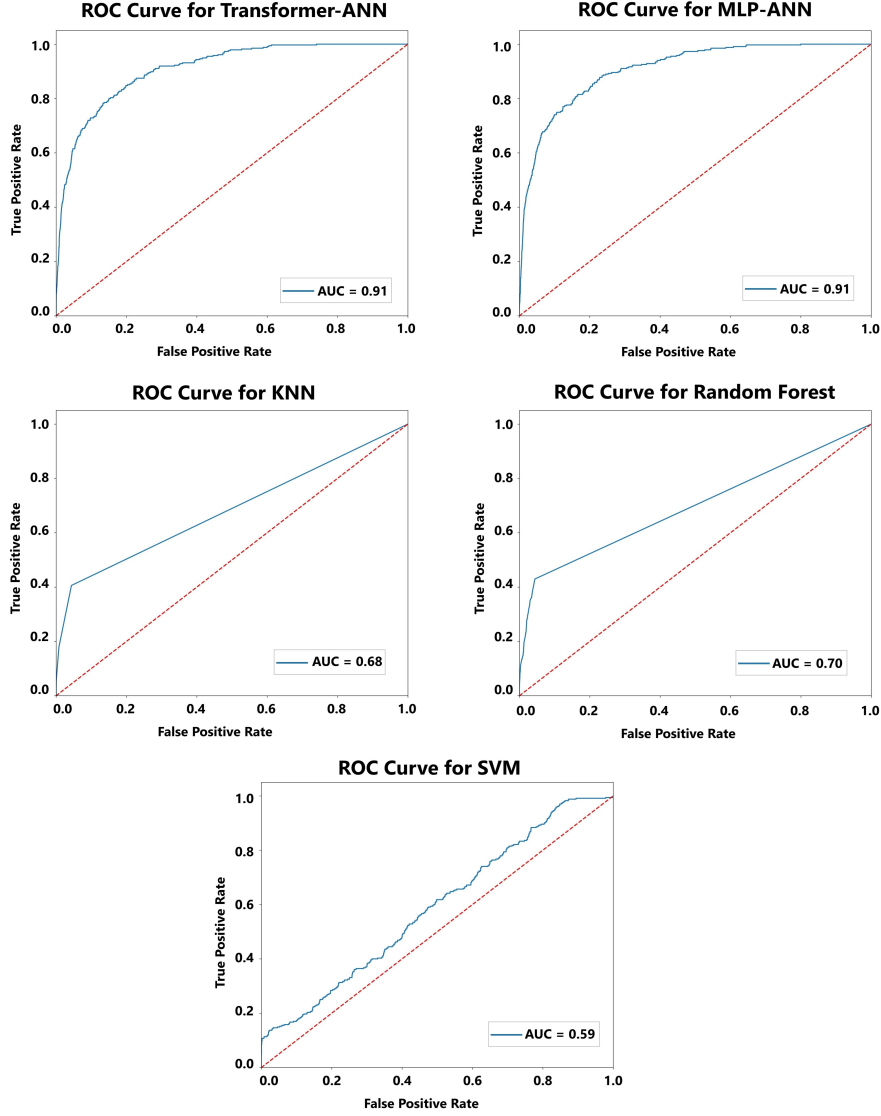 ROC Curve for Transformer-ANN
True Positive Rate
1.0
0.8
0.6
0.4
0.2
0.0
AUC = 0.91
0.0 0.2 0.4 0.6 0.8 1.0
False Positive Rate
ROC Curve for MLP-ANN
True Positive Rate
1.0
0.8
0.6
0.4
0.2
0.0
AUC = 0.91
0.0 0.2 0.4 0.6 0.8 1.0
False Positive Rate
ROC Curve for KNN
True Positive Rate
1.0
0.8
0.6
0.4
0.2
0.0
AUC = 0.68
0.0 0.2 0.4 0.6 0.8 1.0
False Positive Rate
ROC Curve for Random Forest
True Positive Rate
1.0
0.8
0.6
0.4
0.2
0.0
AUC = 0.70
0.0 0.2 0.4 0.6 0.8 1.0
False Positive Rate
ROC Curve for SVM
True Positive Rate
1.0
0.8
0.6
0.4
0.2
0.0
AUC = 0.59
0.0 0.2 0.4 0.6 0.8 1.0
False Positive Rate